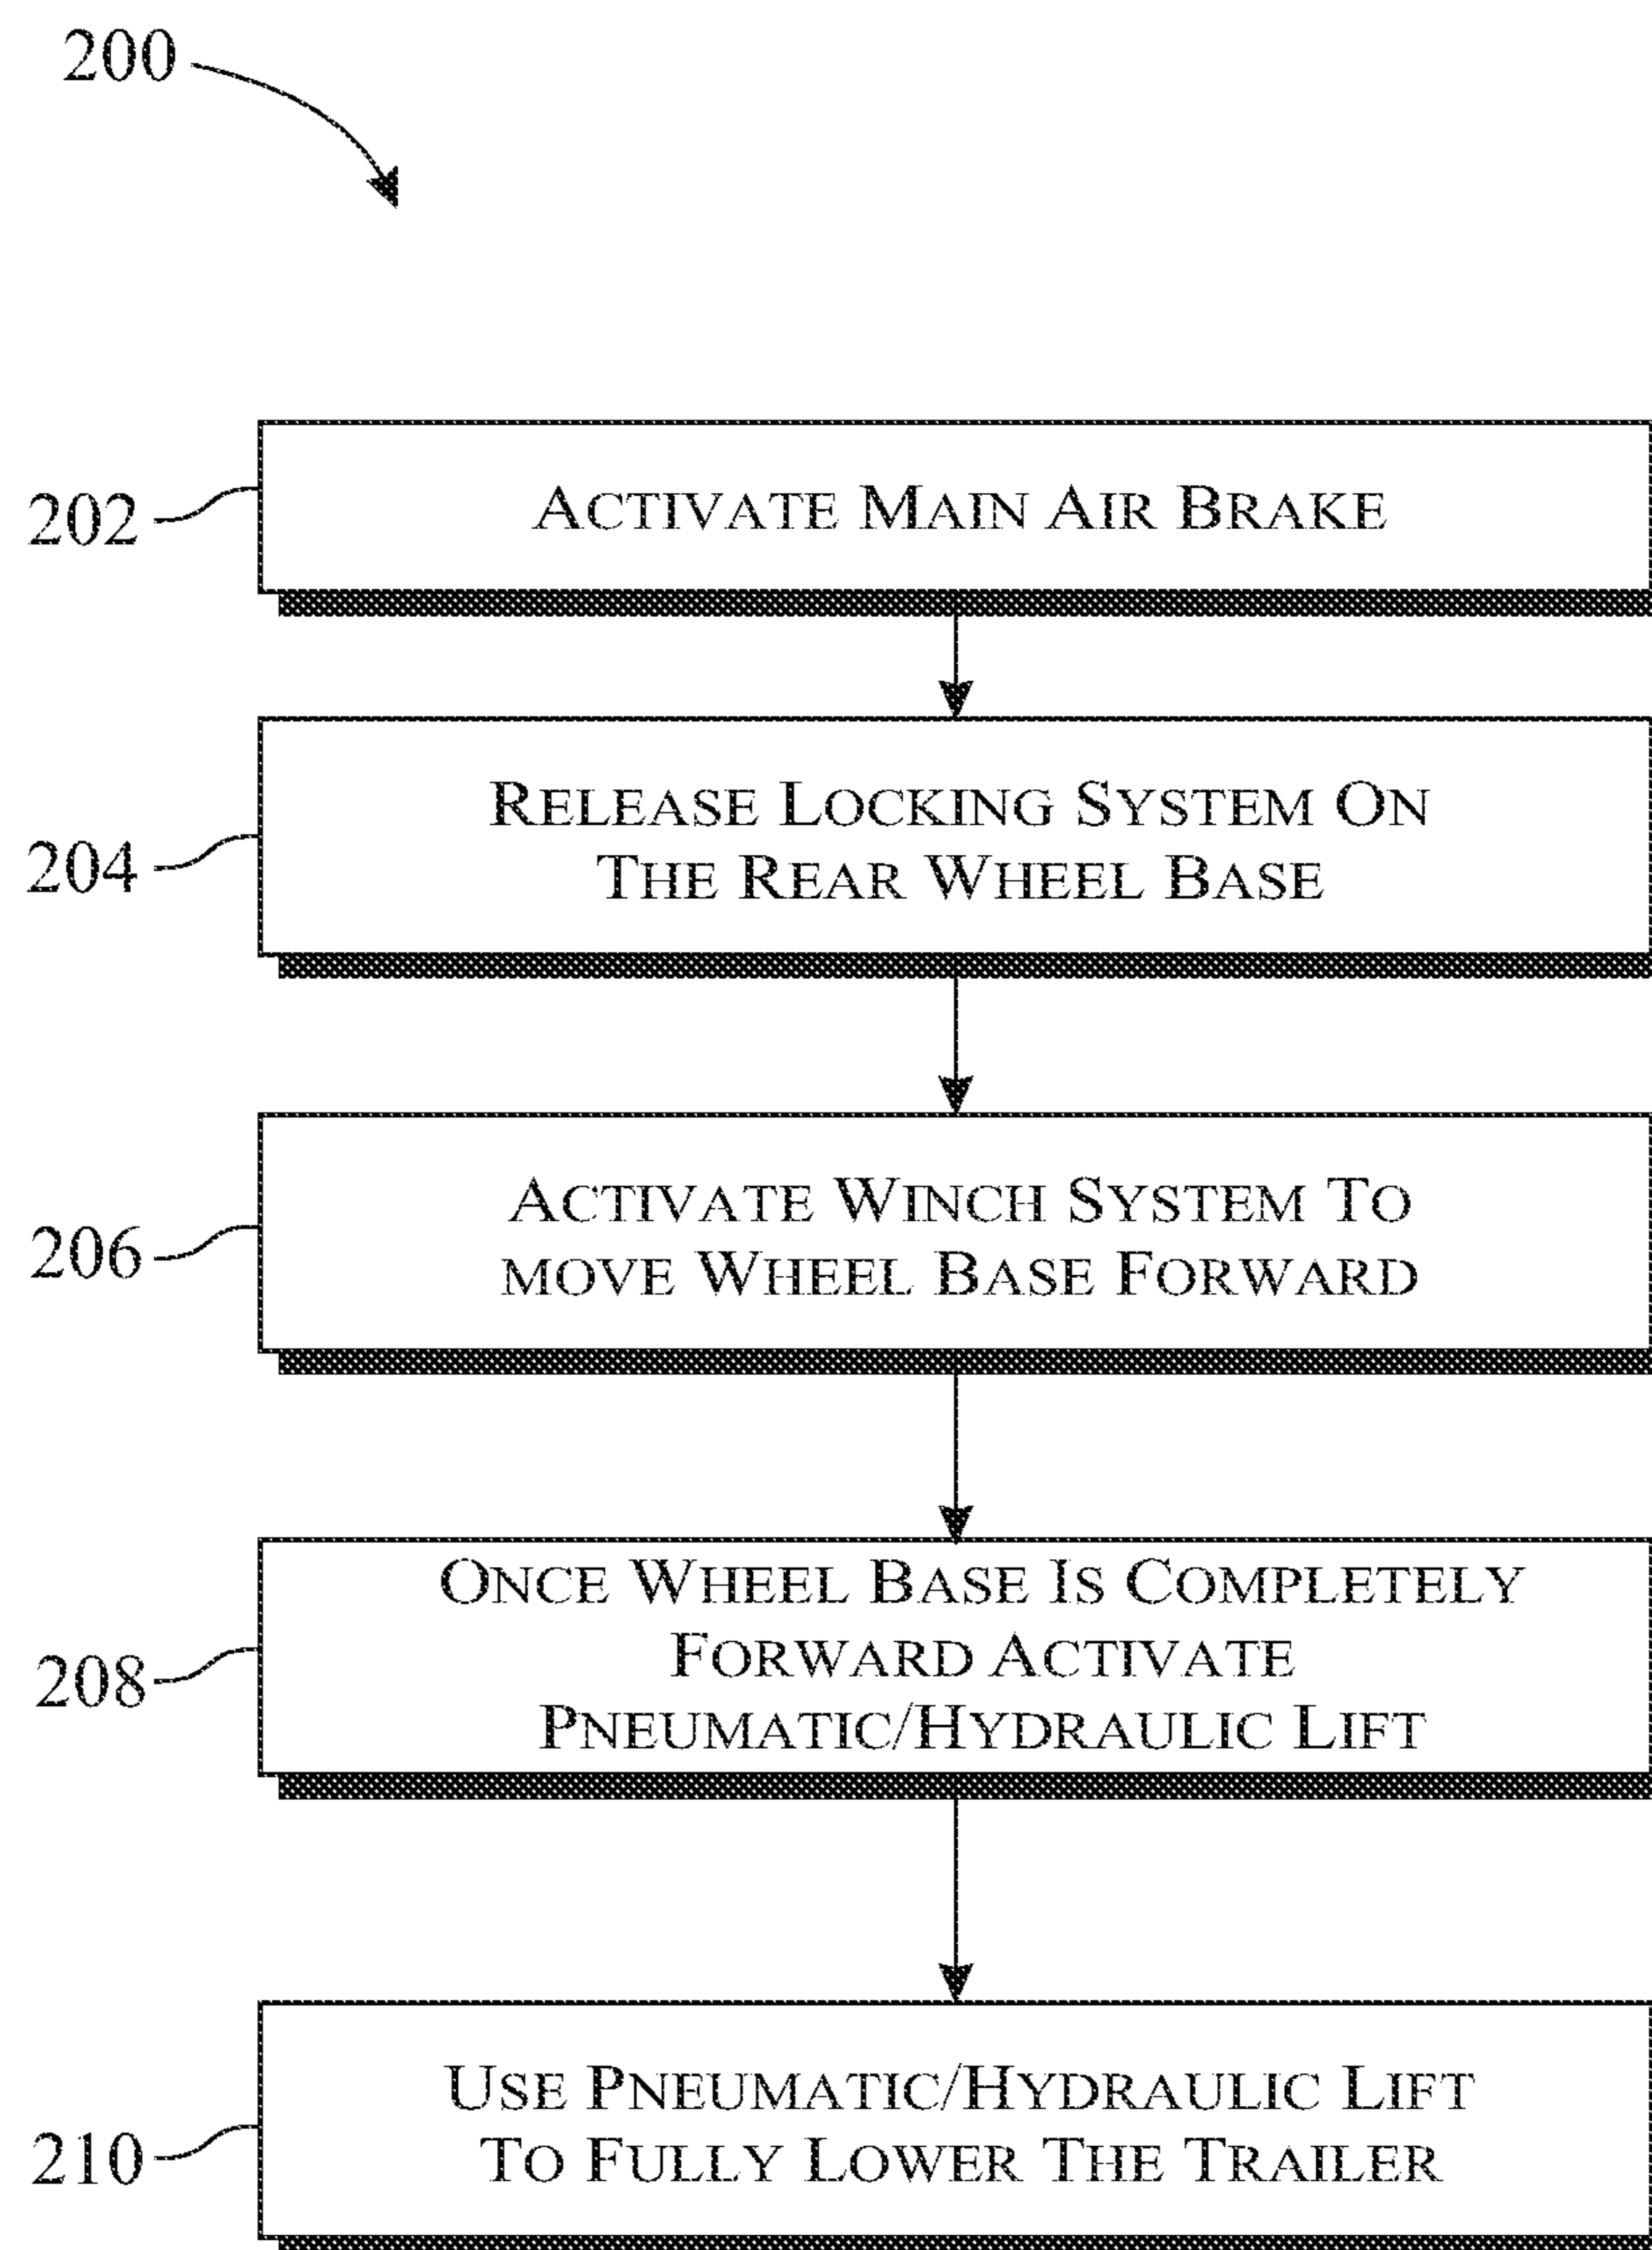 200
202
ACTIVATE MAIN AIR BRAKE
204
RELEASE LOCKING SYSTEM ON
THE REAR WHEEL BASE
206
ACTIVATE WINCH SYSTEM TO
MOVE WHEEL BASE FORWARD
208
ONCE WHEEL BASE IS COMPLETELY
FORWARD ACTIVATE
PNEUMATIC/HYDRAULIC LIFT
210
USE PNEUMATIC/HYDRAULIC LIFT
TO FULLY LOWER THE TRAILER